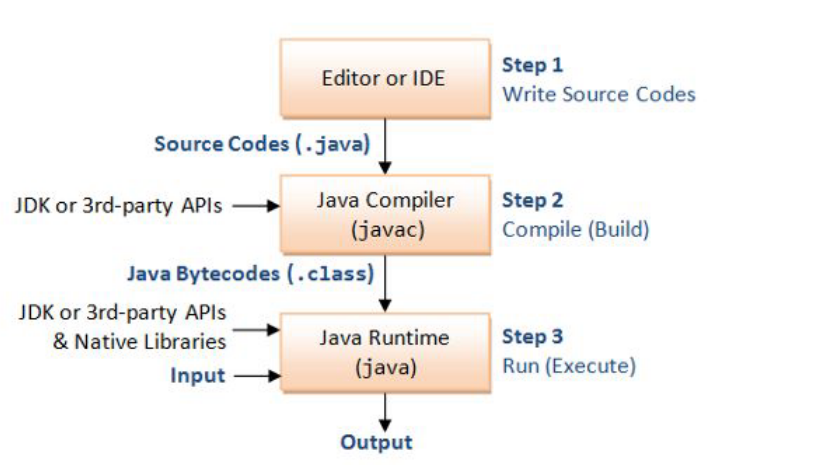 Editor or IDE
Step 1
Write Source Codes
Source Codes (.java)
JDK or 3rd-party APIs
Java Compiler
(javac)
Step 2
Compile (Build)
Java Bytecodes (.class)
JDK or 3rd-party APIs
& Native Libraries
Input
Java Runtime
(java)
Step 3
Run (Execute)
Output